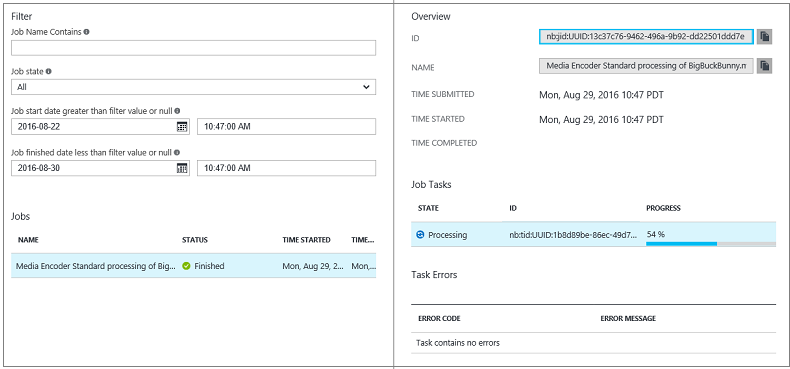 Filter
Job Name Contains
Job state
All
Job start date greater than filter value or null
2016-08-22 10:47:00 AM
Job finished date less than filter value or null
2016-08-30 10:47:00 AM
Jobs
NAME STATUS TIME STARTED TIME...
Media Encoder Standard processing of Big... Finished Mon, Aug 29, 2... Mon,...
Overview
ID nb:jid:UUID:13c37c76-9462-496a-9b92-dd22501ddd7e
NAME Media Encoder Standard processing of BigBuckBunny.m
TIME SUBMITTED Mon, Aug 29, 2016 10:47 PDT
TIME STARTED Mon, Aug 29, 2016 10:47 PDT
TIME COMPLETED
Job Tasks
STATE ID PROGRESS
Processing nb:tid:UUID:1b8d89be-86ec-49d7... 54 %
Task Errors
ERROR CODE ERROR MESSAGE
Task contains no errors